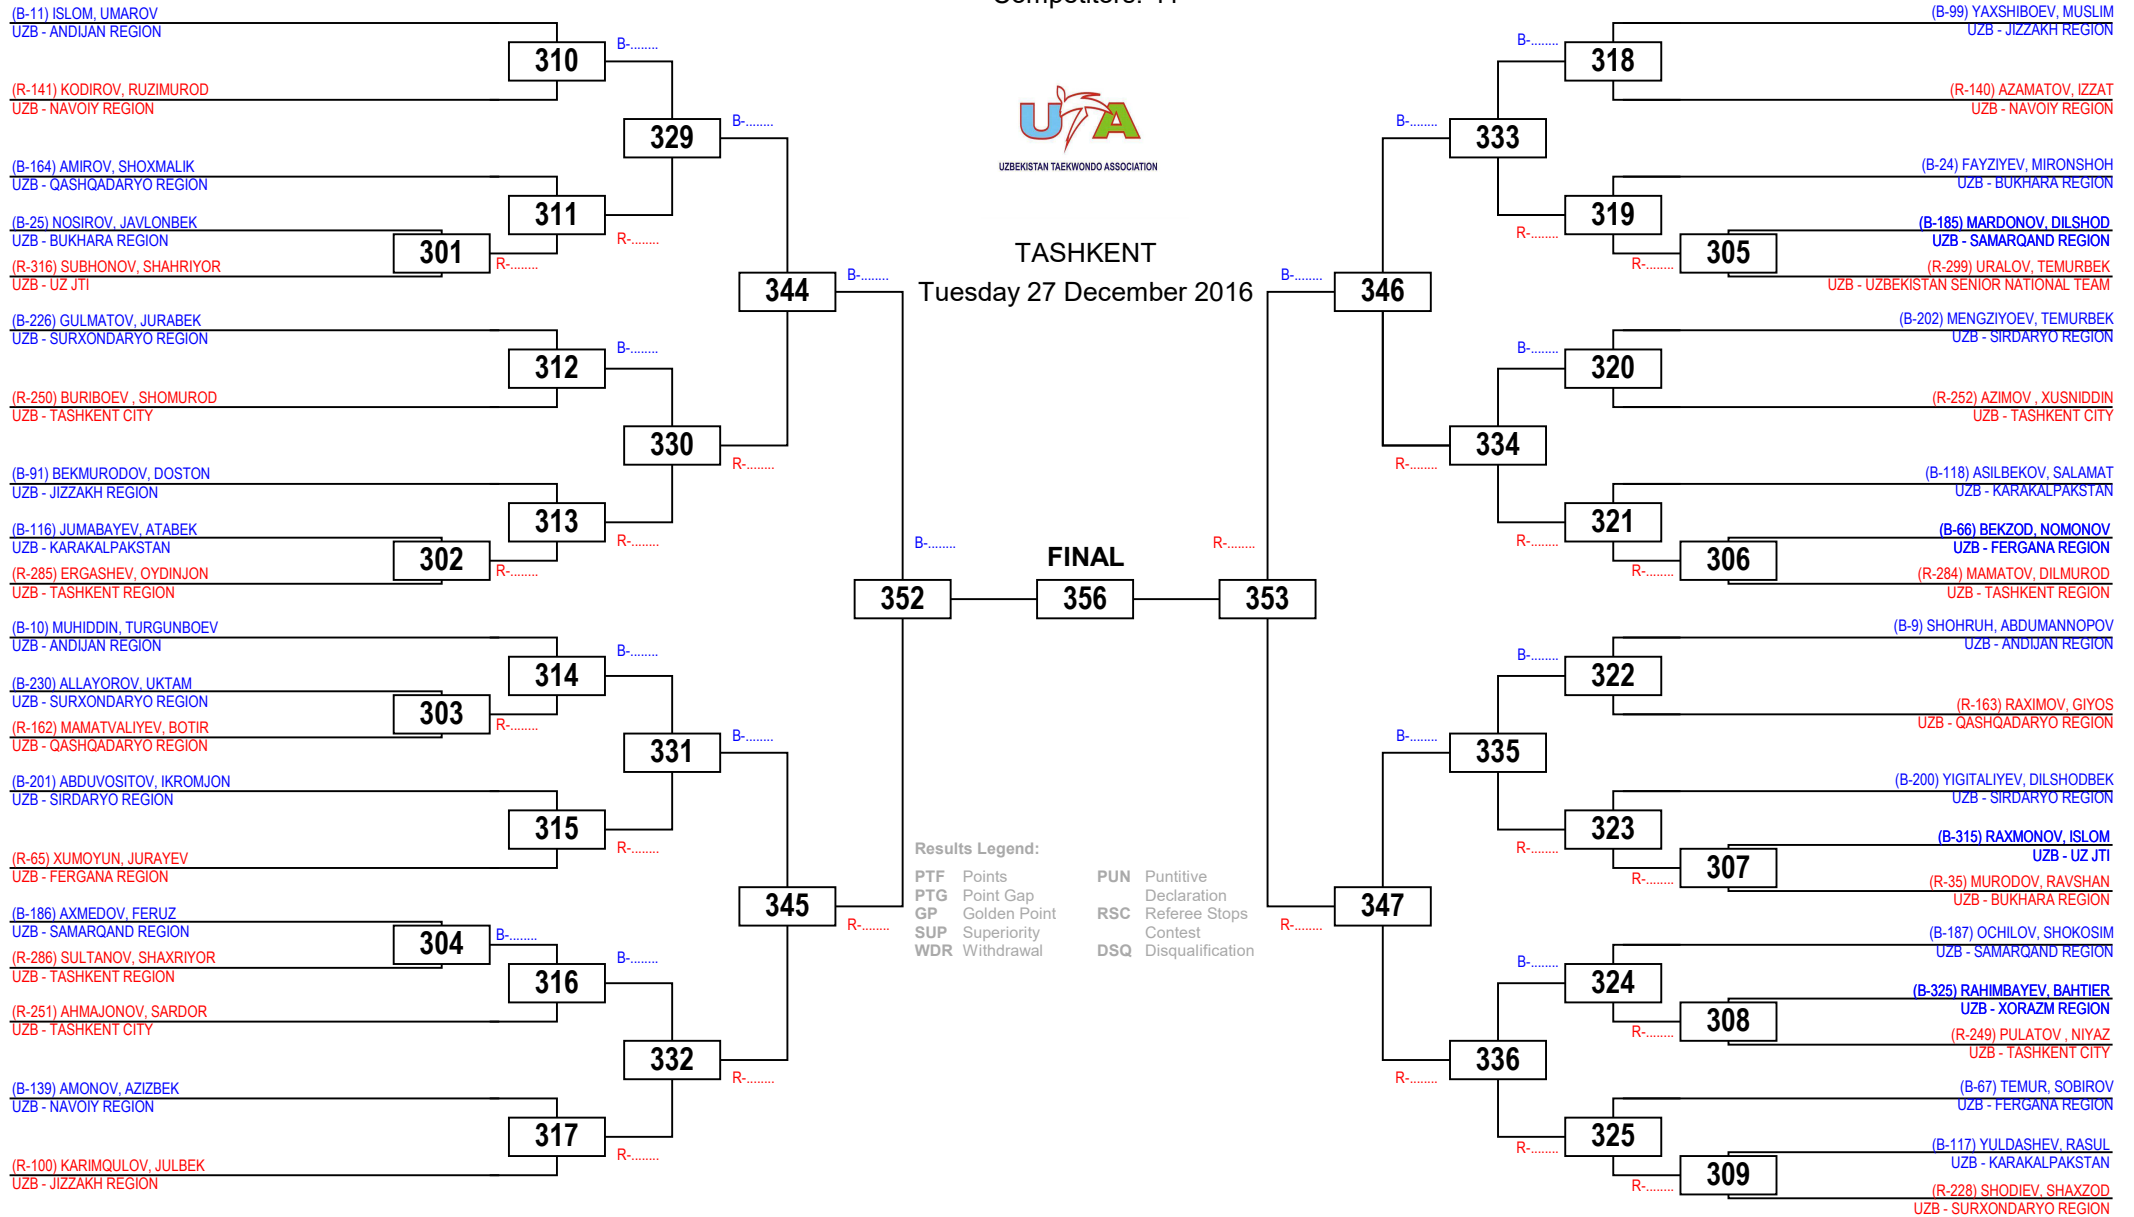 (B-11) ISLOM, UMAROV
UZB - ANDIJAN REGION
310
B-........
(R-141) KODIROV, RUZIMUROD
UZB - NAVOIY REGION
329
B-........
(B-164) AMIROV, SHOXMALIK
UZB - QASHQADARYO REGION
311
R-........
(B-25) NOSIROV, JAVLONBEK
UZB - BUKHARA REGION
301
R-........
(R-316) SUBHONOV, SHAHRIYOR
UZB - UZ JTI
344
B-........
(B-226) GULMATOV, JURABEK
UZB - SURXONDARYO REGION
312
B-........
(R-250) BURIBOEV , SHOMUROD
UZB - TASHKENT CITY
330
R-........
(B-91) BEKMURODOV, DOSTON
UZB - JIZZAKH REGION
313
R-........
(B-116) JUMABAYEV, ATABEK
UZB - KARAKALPAKSTAN
302
R-........
(R-285) ERGASHEV, OYDINJON
UZB - TASHKENT REGION
352
B-........
(B-10) MUHIDDIN, TURGUNBOEV
UZB - ANDIJAN REGION
314
B-........
(B-230) ALLAYOROV, UKTAM
UZB - SURXONDARYO REGION
303
R-........
(R-162) MAMATVALIYEV, BOTIR
UZB - QASHQADARYO REGION
331
B-........
(B-201) ABDUVOSITOV, IKROMJON
UZB - SIRDARYO REGION
315
R-........
(R-65) XUMOYUN, JURAYEV
UZB - FERGANA REGION
345
R-........
(B-186) AXMEDOV, FERUZ
UZB - SAMARQAND REGION
304
B-........
(R-286) SULTANOV, SHAXRIYOR
UZB - TASHKENT REGION
316
B-........
(R-251) AHMAJONOV, SARDOR
UZB - TASHKENT CITY
332
R-........
(B-139) AMONOV, AZIZBEK
UZB - NAVOIY REGION
317
R-........
(R-100) KARIMQULOV, JULBEK
UZB - JIZZAKH REGION
UTA
UZBEKISTAN TAEKWONDO ASSOCIATION
TASHKENT
Tuesday 27 December 2016
FINAL
356
Results Legend:
PTF Points
PTG Point Gap
GP Golden Point
SUP Superiority
WDR Withdrawal
PUN Puntitive
Declaration
RSC Referee Stops
Contest
DSQ Disqualification
(B-99) YAXSHIBOEV, MUSLIM
UZB - JIZZAKH REGION
B-........
318
(R-140) AZAMATOV, IZZAT
UZB - NAVOIY REGION
B-........
333
(B-24) FAYZIYEV, MIRONSHOH
UZB - BUKHARA REGION
R-........
319
(B-185) MARDONOV, DILSHOD
UZB - SAMARQAND REGION
R-........
305
(R-299) URALOV, TEMURBEK
UZB - UZBEKISTAN SENIOR NATIONAL TEAM
B-........
346
(B-202) MENGZIYOEV, TEMURBEK
UZB - SIRDARYO REGION
B-........
320
(R-252) AZIMOV , XUSNIDDIN
UZB - TASHKENT CITY
R-........
334
(B-118) ASILBEKOV, SALAMAT
UZB - KARAKALPAKSTAN
R-........
321
(B-66) BEKZOD, NOMONOV
UZB - FERGANA REGION
R-........
306
(R-284) MAMATOV, DILMUROD
UZB - TASHKENT REGION
R-........
353
(B-9) SHOHRUH, ABDUMANNOPOV
UZB - ANDIJAN REGION
B-........
322
(R-163) RAXIMOV, GIYOS
UZB - QASHQADARYO REGION
B-........
335
(B-200) YIGITALIYEV, DILSHODBEK
UZB - SIRDARYO REGION
R-........
323
(B-315) RAXMONOV, ISLOM
UZB - UZ JTI
R-........
307
(R-35) MURODOV, RAVSHAN
UZB - BUKHARA REGION
R-........
347
(B-187) OCHILOV, SHOKOSIM
UZB - SAMARQAND REGION
B-........
324
(B-325) RAHIMBAYEV, BAHTIER
UZB - XORAZM REGION
R-........
308
(R-249) PULATOV , NIYAZ
UZB - TASHKENT CITY
R-........
336
(B-67) TEMUR, SOBIROV
UZB - FERGANA REGION
R-........
325
(B-117) YULDASHEV, RASUL
UZB - KARAKALPAKSTAN
R-........
309
(R-228) SHODIEV, SHAXZOD
UZB - SURXONDARYO REGION